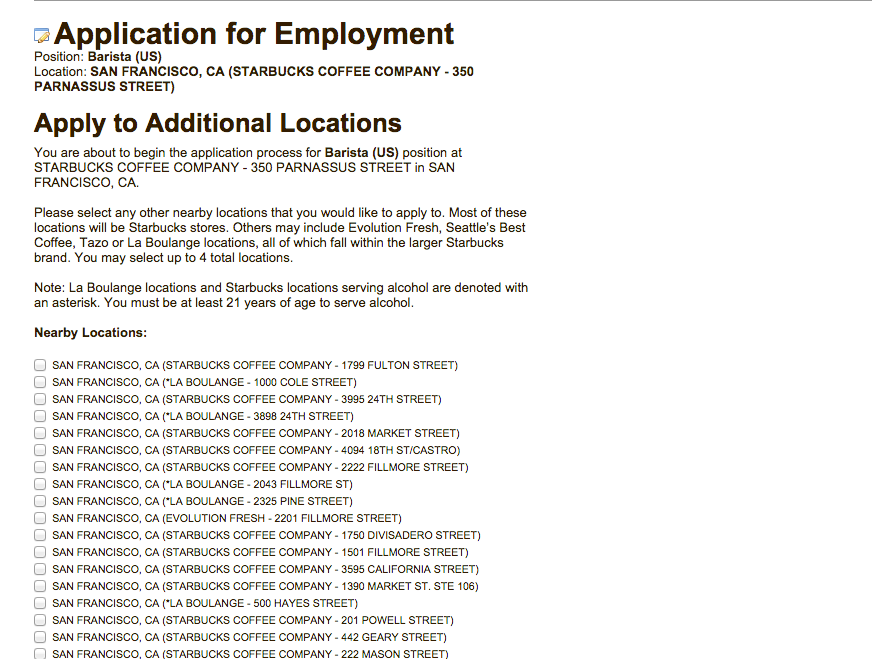 Application for Employment
Position: Barista (US)
Location: SAN FRANCISCO, CA (STARBUCKS COFFEE COMPANY - 350
PARNASSUS STREET)
Apply to Additional Locations
You are about to begin the application process for Barista (US) position at
STARBUCKS COFFEE COMPANY - 350 PARNASSUS STREET in SAN
FRANCISCO, CA.
Please select any other nearby locations that you would like to apply to. Most of these
locations will be Starbucks stores. Others may include Evolution Fresh, Seattle's Best
Coffee, Tazo or La Boulange locations, all of which fall within the larger Starbucks
brand. You may select up to 4 total locations.
Note: La Boulange locations and Starbucks locations serving alcohol are denoted with
an asterisk. You must be at least 21 years of age to serve alcohol.
Nearby Locations:
SAN FRANCISCO, CA (STARBUCKS COFFEE COMPANY - 1799 FULTON STREET)
SAN FRANCISCO, CA (*LA BOULANGE - 1000 COLE STREET)
SAN FRANCISCO, CA (STARBUCKS COFFEE COMPANY - 3995 24TH STREET)
SAN FRANCISCO, CA (*LA BOULANGE - 3898 24TH STREET)
SAN FRANCISCO, CA (STARBUCKS COFFEE COMPANY - 2018 MARKET STREET)
SAN FRANCISCO, CA (STARBUCKS COFFEE COMPANY - 4094 18TH ST/CASTRO)
SAN FRANCISCO, CA (STARBUCKS COFFEE COMPANY - 2222 FILLMORE STREET)
SAN FRANCISCO, CA (*LA BOULANGE - 2043 FILLMORE ST)
SAN FRANCISCO, CA (*LA BOULANGE - 2325 PINE STREET)
SAN FRANCISCO, CA (EVOLUTION FRESH - 2201 FILLMORE STREET)
SAN FRANCISCO, CA (STARBUCKS COFFEE COMPANY - 1750 DIVISADERO STREET)
SAN FRANCISCO, CA (STARBUCKS COFFEE COMPANY - 1501 FILLMORE STREET)
SAN FRANCISCO, CA (STARBUCKS COFFEE COMPANY - 3595 CALIFORNIA STREET)
SAN FRANCISCO, CA (STARBUCKS COFFEE COMPANY - 1390 MARKET ST. STE 106)
SAN FRANCISCO, CA (*LA BOULANGE - 500 HAYES STREET)
SAN FRANCISCO, CA (STARBUCKS COFFEE COMPANY - 201 POWELL STREET)
SAN FRANCISCO, CA (STARBUCKS COFFEE COMPANY - 442 GEARY STREET)
SAN FRANCISCO, CA (STARBUCKS COFFEE COMPANY - 222 MASON STREET)